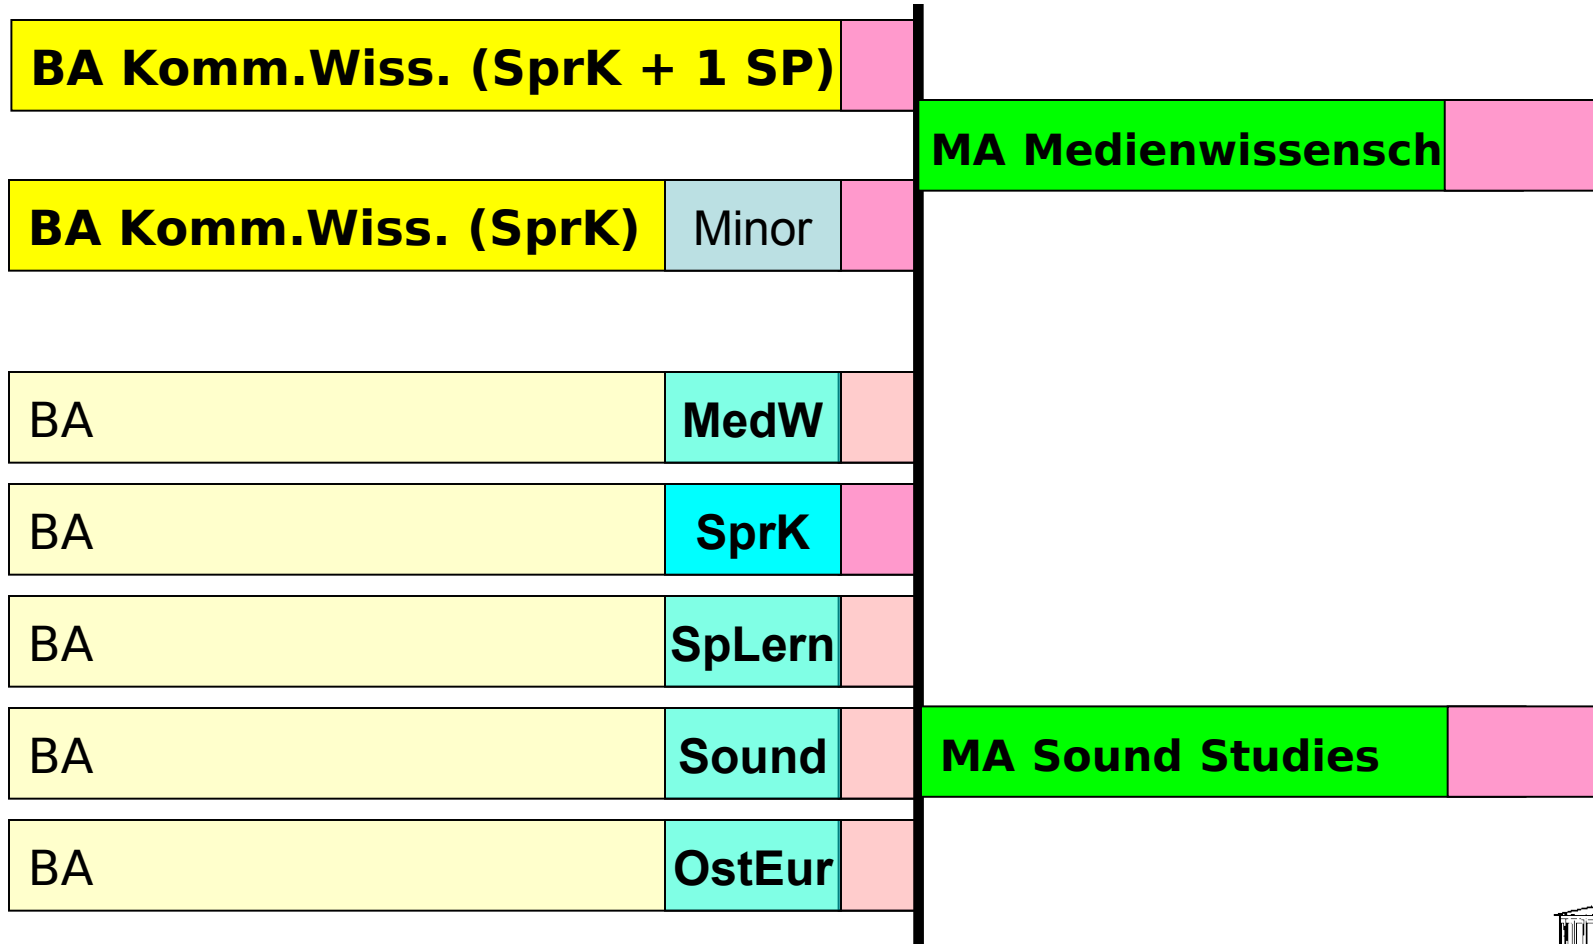 BA Komm.Wiss. (SprK + 1 SP)
MA Medienwissensch
BA Komm.Wiss. (SprK) Minor
BA MedW
BA SprK
BA SpLern
BA Sound
MA Sound Studies
BA OstEur